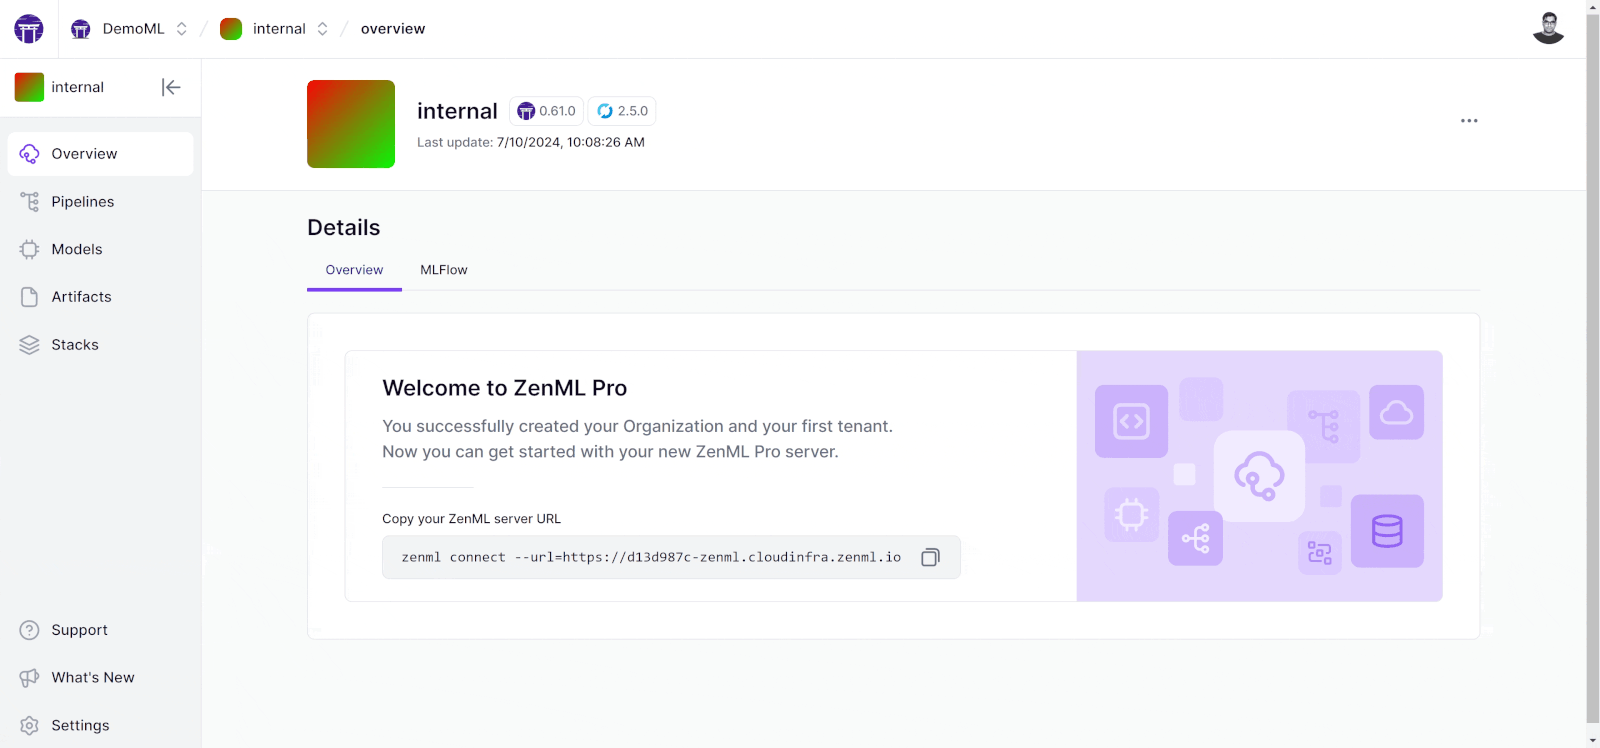 DemoML
internal
overview
internal
Overview
Pipelines
Models
Artifacts
Stacks
Support
What's New
Settings
internal
0.61.0
2.5.0
Last update: 7/10/2024, 10:08:26 AM
Details
Overview
MLFlow
Welcome to ZenML Pro
You successfully created your Organization and your first tenant.
Now you can get started with your new ZenML Pro server.
Copy your ZenML server URL
zenml connect --url=https://d13d987c-zenml.cloudinfra.zenml.io